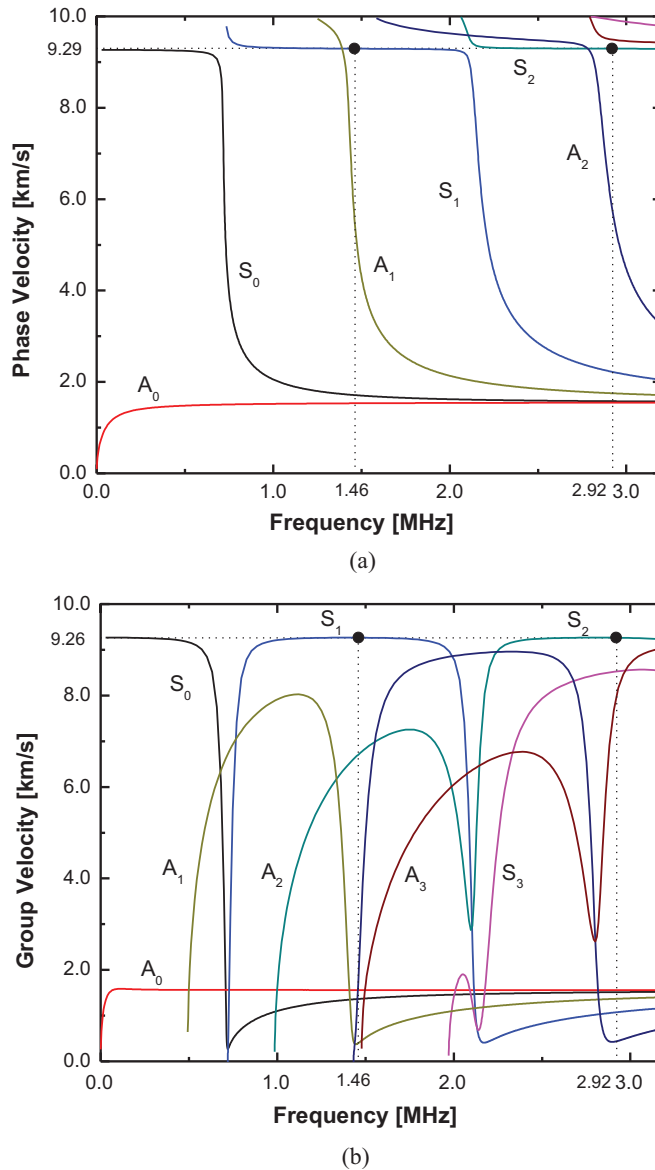 10.0
9.29
8.0
6.0
4.0
2.0
0.0
Phase Velocity [km/s]
S2
A2
S1
A1
S0
A0
0.0
1.0
1.46
2.0
2.92
3.0
Frequency [MHz]
(a)
10.0
9.26
8.0
6.0
4.0
2.0
0.0
Group Velocity [km/s]
S1
S2
S0
A1
A2
A3
S3
A0
0.0
1.0
1.46
2.0
2.92
3.0
Frequency [MHz]
(b)